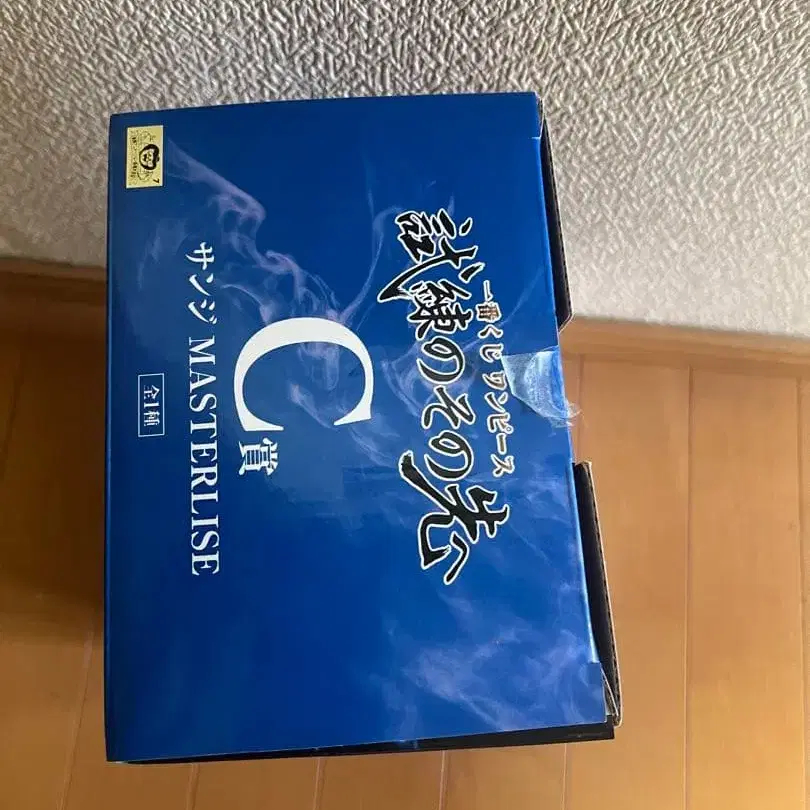 一番くじ ワンピース
試練のその先へ
C賞
サンジ MASTERLISE
全1種